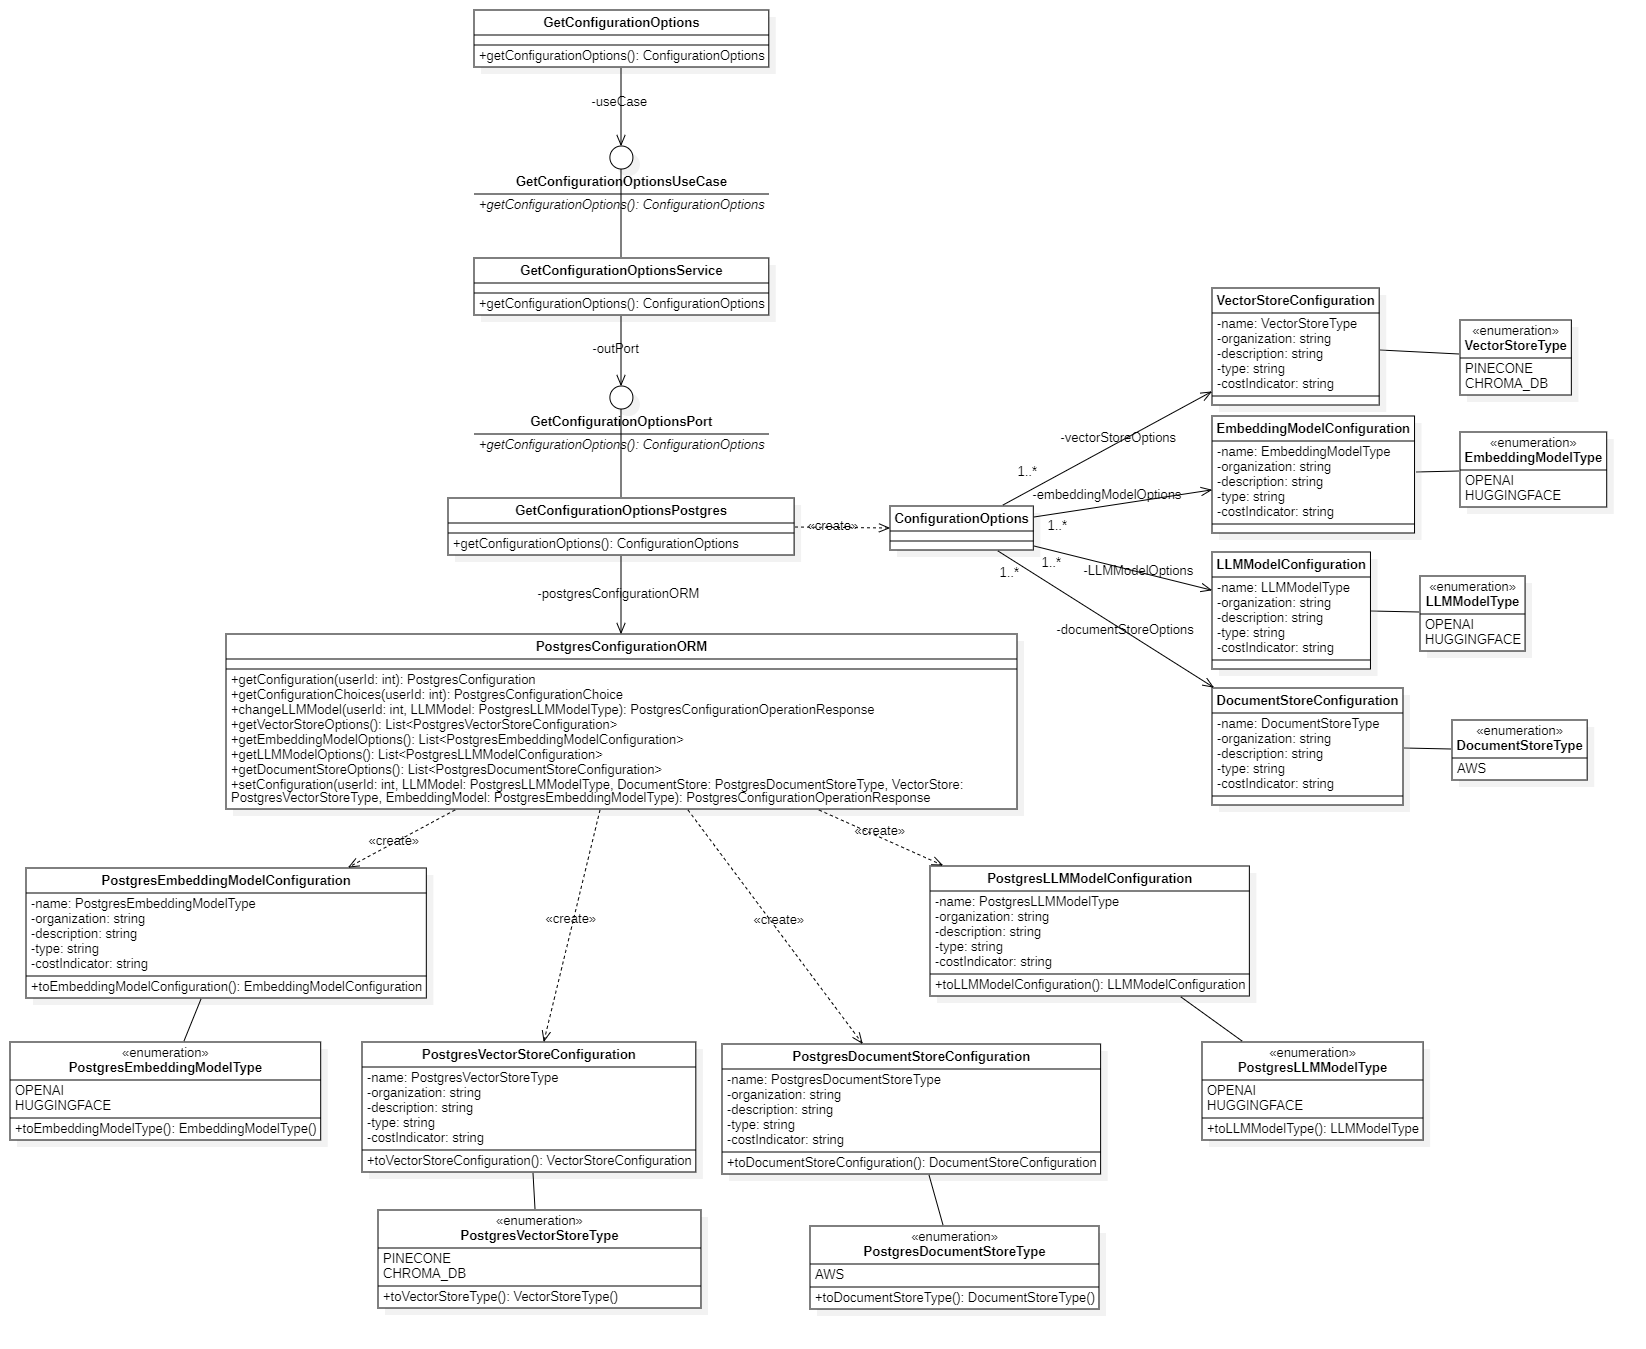 GetConfigurationOptions
+getConfigurationOptions(): ConfigurationOptions
-useCase
GetConfigurationOptionsUseCase
+getConfigurationOptions(): ConfigurationOptions
GetConfigurationOptionsService
+getConfigurationOptions(): ConfigurationOptions
-outPort
GetConfigurationOptionsPort
+getConfigurationOptions(): ConfigurationOptions
GetConfigurationOptionsPostgres
+getConfigurationOptions(): ConfigurationOptions
«create»
ConfigurationOptions
-vectorStoreOptions
1..*
-embeddingModelOptions
1..*
-LLMModelOptions
1..*
-documentStoreOptions
1..*
VectorStoreConfiguration
-name: VectorStoreType
-organization: string
-description: string
-type: string
-costIndicator: string
«enumeration»
VectorStoreType
PINECONE
CHROMA_DB
EmbeddingModelConfiguration
-name: EmbeddingModelType
-organization: string
-description: string
-type: string
-costIndicator: string
«enumeration»
EmbeddingModelType
OPENAI
HUGGINGFACE
LLMModelConfiguration
-name: LLMModelType
-organization: string
-description: string
-type: string
-costIndicator: string
«enumeration»
LLMModelType
OPENAI
HUGGINGFACE
DocumentStoreConfiguration
-name: DocumentStoreType
-organization: string
-description: string
-type: string
-costIndicator: string
«enumeration»
DocumentStoreType
AWS
-postgresConfigurationORM
PostgresConfigurationORM
+getConfiguration(userId: int): PostgresConfiguration
+getConfigurationChoices(userId: int): PostgresConfigurationChoice
+changeLLMModel(userId: int, LLMModel: PostgresLLMModelType): PostgresConfigurationOperationResponse
+getVectorStoreOptions(): List<PostgresVectorStoreConfiguration>
+getEmbeddingModelOptions(): List<PostgresEmbeddingModelConfiguration>
+getLLMModelOptions(): List<PostgresLLMModelConfiguration>
+getDocumentStoreOptions(): List<PostgresDocumentStoreConfiguration>
+setConfiguration(userId: int, LLMModel: PostgresLLMModelType, DocumentStore: PostgresDocumentStoreType, VectorStore:
PostgresVectorStoreType, EmbeddingModel: PostgresEmbeddingModelType): PostgresConfigurationOperationResponse
«create»
«create»
«create»
«create»
PostgresEmbeddingModelConfiguration
-name: PostgresEmbeddingModelType
-organization: string
-description: string
-type: string
-costIndicator: string
+toEmbeddingModelConfiguration(): EmbeddingModelConfiguration
«enumeration»
PostgresEmbeddingModelType
OPENAI
HUGGINGFACE
+toEmbeddingModelType(): EmbeddingModelType()
PostgresVectorStoreConfiguration
-name: PostgresVectorStoreType
-organization: string
-description: string
-type: string
-costIndicator: string
+toVectorStoreConfiguration(): VectorStoreConfiguration
«enumeration»
PostgresVectorStoreType
PINECONE
CHROMA_DB
+toVectorStoreType(): VectorStoreType()
PostgresDocumentStoreConfiguration
-name: PostgresDocumentStoreType
-organization: string
-description: string
-type: string
-costIndicator: string
+toDocumentStoreConfiguration(): DocumentStoreConfiguration
«enumeration»
PostgresDocumentStoreType
AWS
+toDocumentStoreType(): DocumentStoreType()
PostgresLLMModelConfiguration
-name: PostgresLLMModelType
-organization: string
-description: string
-type: string
-costIndicator: string
+toLLMModelConfiguration(): LLMModelConfiguration
«enumeration»
PostgresLLMModelType
OPENAI
HUGGINGFACE
+toLLMModelType(): LLMModelType